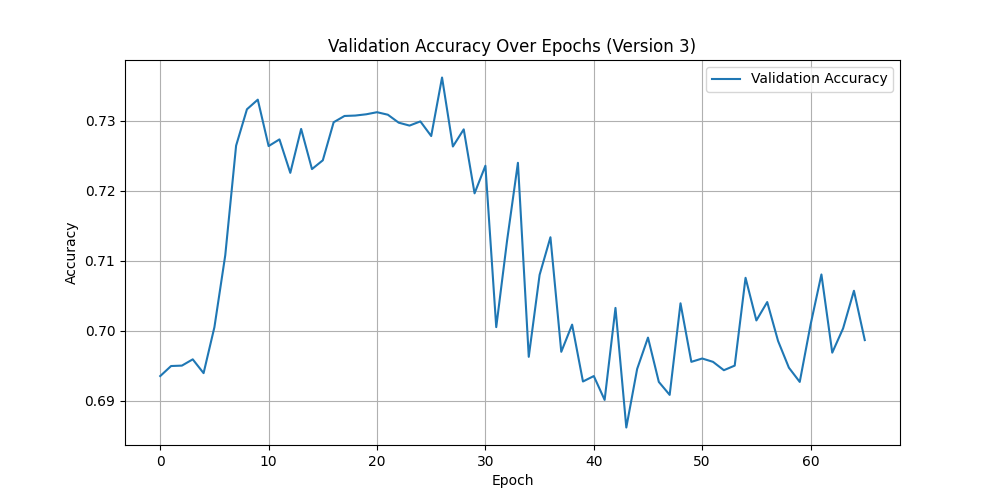 Validation Accuracy Over Epochs (Version 3)
Validation Accuracy
0.73
0.72
0.71
0.70
0.69
Accuracy
0 10 20 30 40 50 60
Epoch